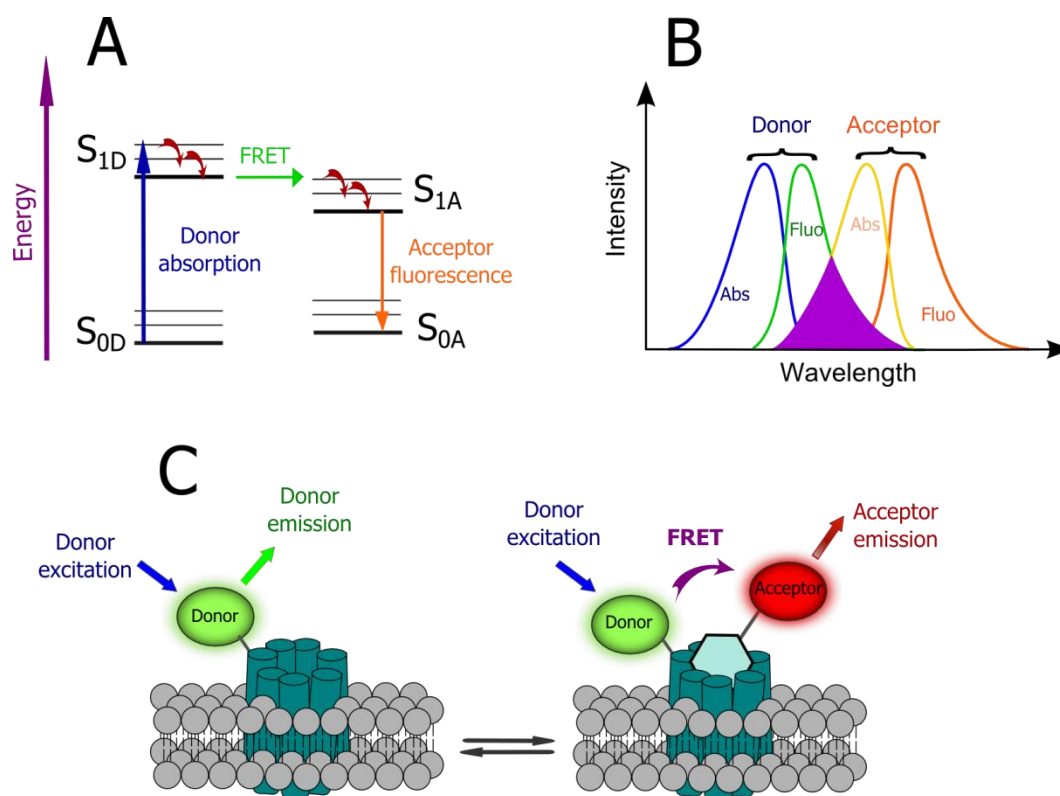 A
Energy
S1D
FRET
S1A
Donor
absorption
Acceptor
fluorescence
S0D
S0A
B
Intensity
Donor
Acceptor
Abs
Fluo
Abs
Fluo
Wavelength
C
Donor
excitation
Donor
emission
Donor
Donor
excitation
FRET
Acceptor
emission
Donor
Acceptor